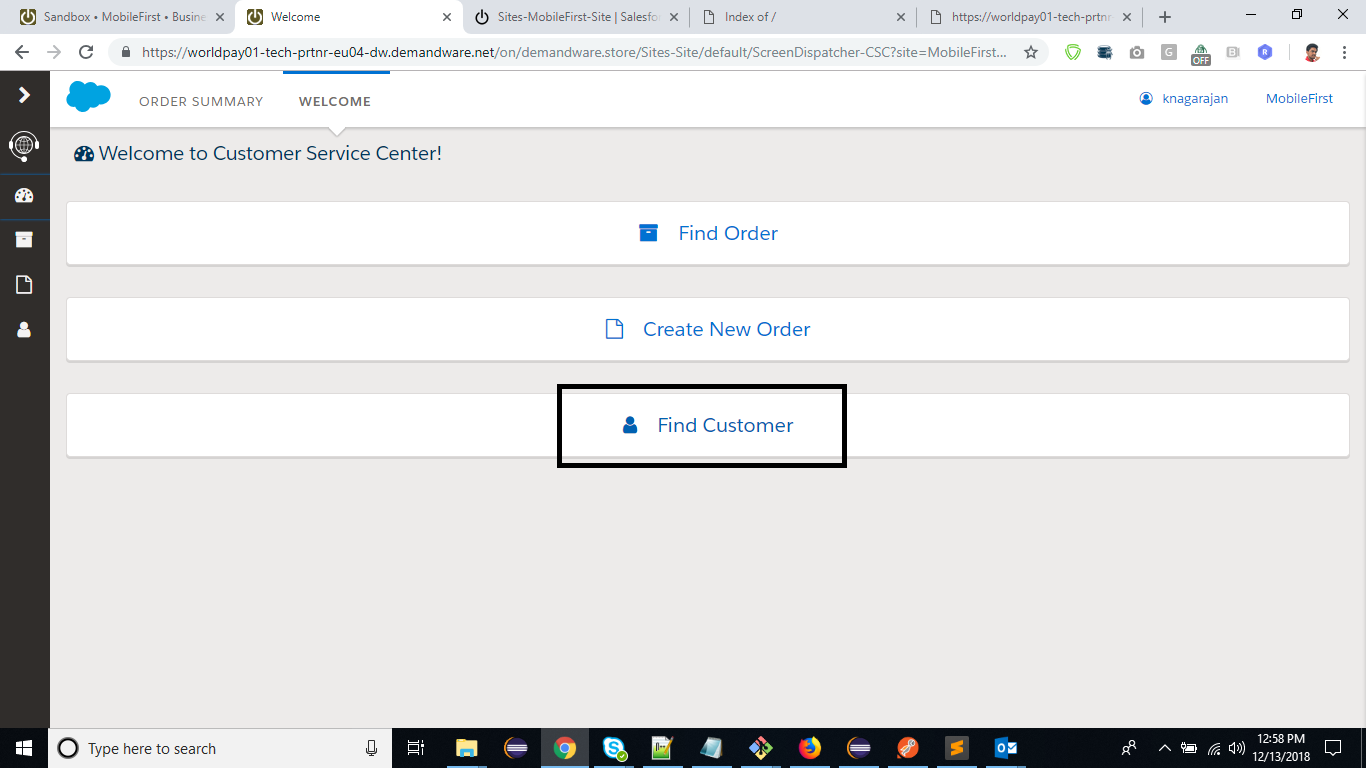 Sandbox • MobileFirst • Busine
Welcome
Sites-MobileFirst-Site | Salesfor
Index of /
https://worldpay01-tech-prtnr
https://worldpay01-tech-prtnr-eu04-dw.demandware.net/on/demandware.store/Sites-Site/default/ScreenDispatcher-CSC?site=MobileFirst...
G
OFF
R
ORDER SUMMARY
WELCOME
knagarajan
MobileFirst
Welcome to Customer Service Center!
Find Order
Create New Order
Find Customer
Type here to search
12:58 PM
12/13/2018